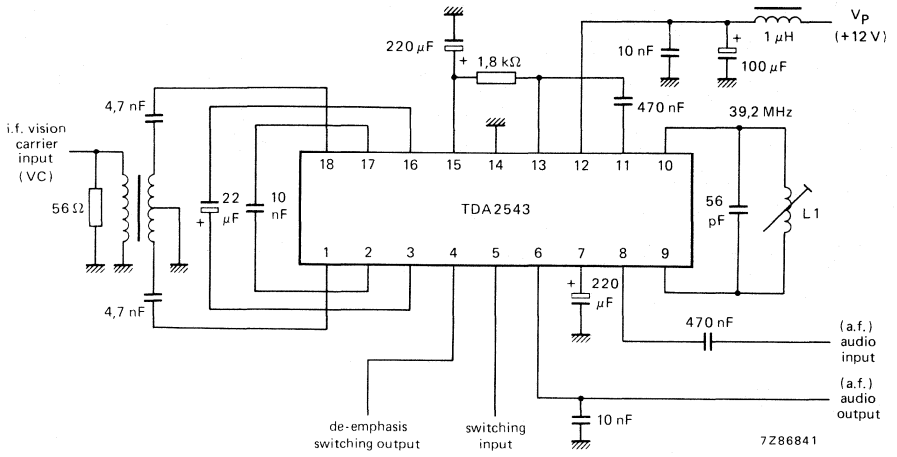 VP
(+12 V)
1 µH
+
10 nF
100 µF
220 µF
+
1,8 kΩ
470 nF
39,2 MHz
4,7 nF
i.f. vision
carrier
input
(VC)
56 Ω
18 17 16 15 14 13 12 11 10
22
µF
+
10
nF
TDA2543
56
pF
L1
1 2 3 4 5 6 7 8 9
4,7 nF
+
220
µF
470 nF
(a.f.)
audio
input
(a.f.)
audio
output
10 nF
de-emphasis
switching output
switching
input
7Z86841